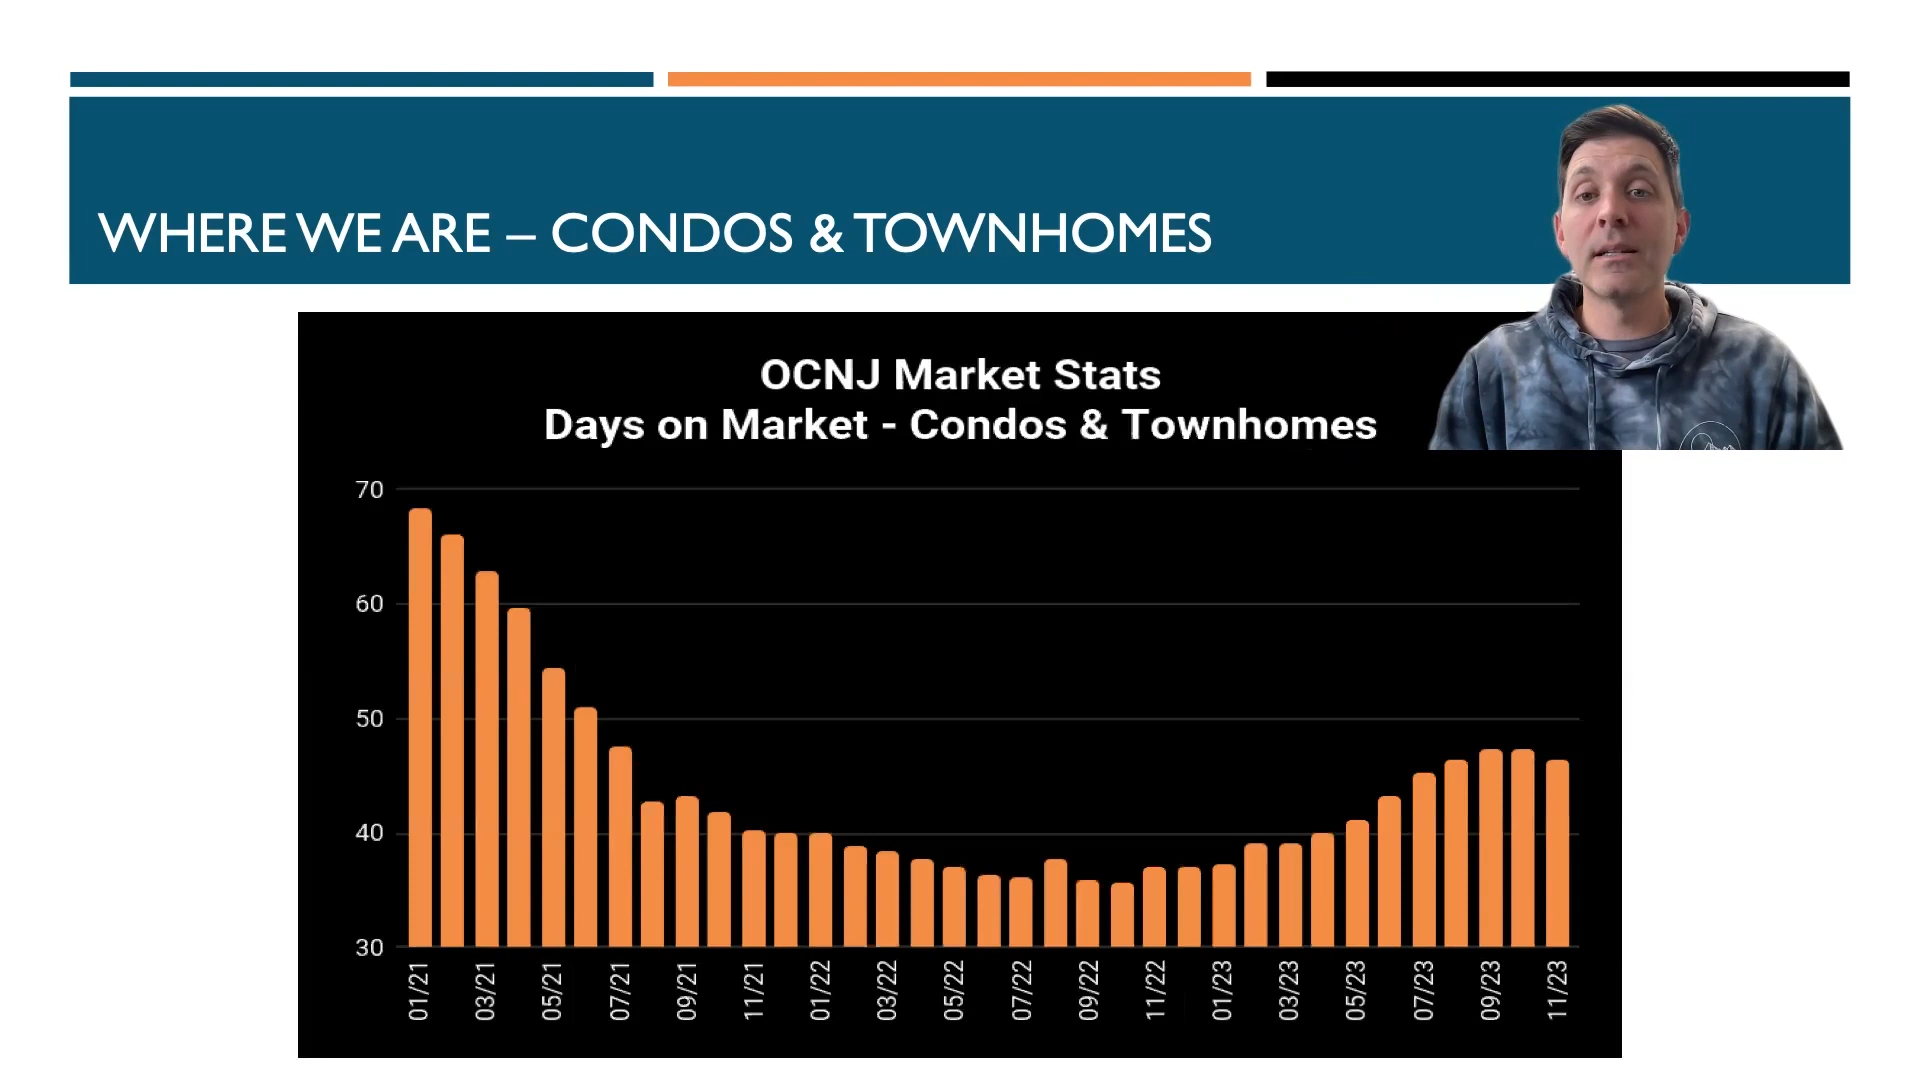 WHERE WE ARE – CONDOS & TOWNHOMES
OCNJ Market Stats
Days on Market - Condos & Townhomes
70
60
50
40
30
01/21 03/21 05/21 07/21 09/21 11/21 01/22 03/22 05/22 07/22 09/22 11/22 01/23 03/23 05/23 07/23 09/23 11/23